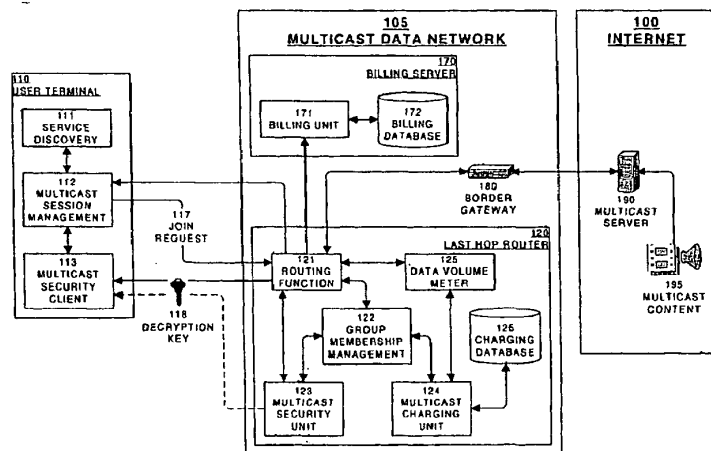 105
MULTICAST DATA NETWORK
100
INTERNET
170
BILLING SERVER
171
BILLING UNIT
172
BILLING
DATABASE
110
USER TERMINAL
111
SERVICE
DISCOVERY
112
MULTICAST
SESSION
MANAGEMENT
117
JOIN
REQUEST
113
MULTICAST
SECURITY
CLIENT
118
DECRYPTION
KEY
180
BORDER
GATEWAY
190
MULTICAST
SERVER
195
MULTICAST
CONTENT
120
LAST HOP ROUTER
121
ROUTING
FUNCTION
125
DATA VOLUME
METER
122
GROUP
MEMBERSHIP
MANAGEMENT
126
CHARGING
DATABASE
123
MULTICAST
SECURITY
UNIT
124
MULTICAST
CHARGING
UNIT